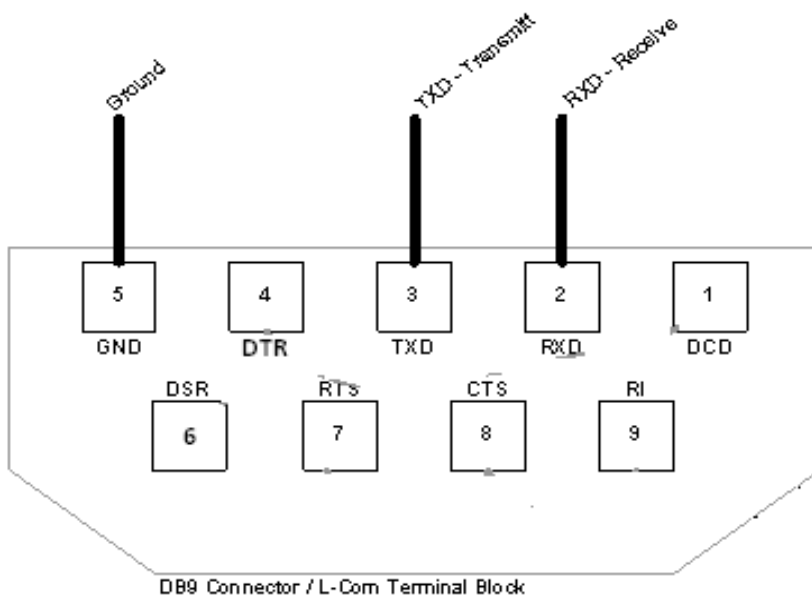 Ground
TXD - Transmitt
RXD - Receive
5
4
3
2
1
GND
DTR
TXD
RXD
DCD
DSR
RTS
CTS
RI
6
7
8
9
DB9 Connector / L-Com Terminal Block